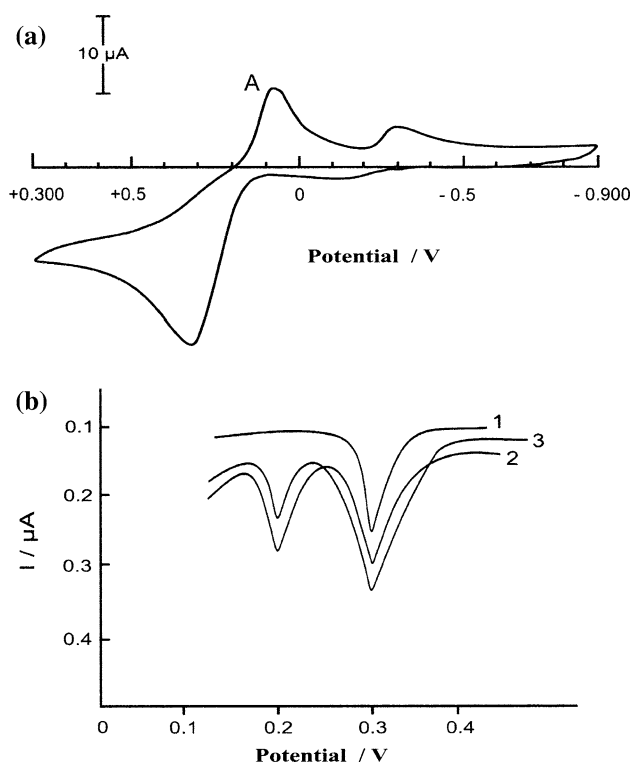 (a)
10 µA
A
+0.300 +0.5 0 - 0.5 - 0.900
Potential / V
(b)
0.1
0.2
0.3
0.4
I / µA
1
3
2
0 0.1 0.2 0.3 0.4
Potential / V